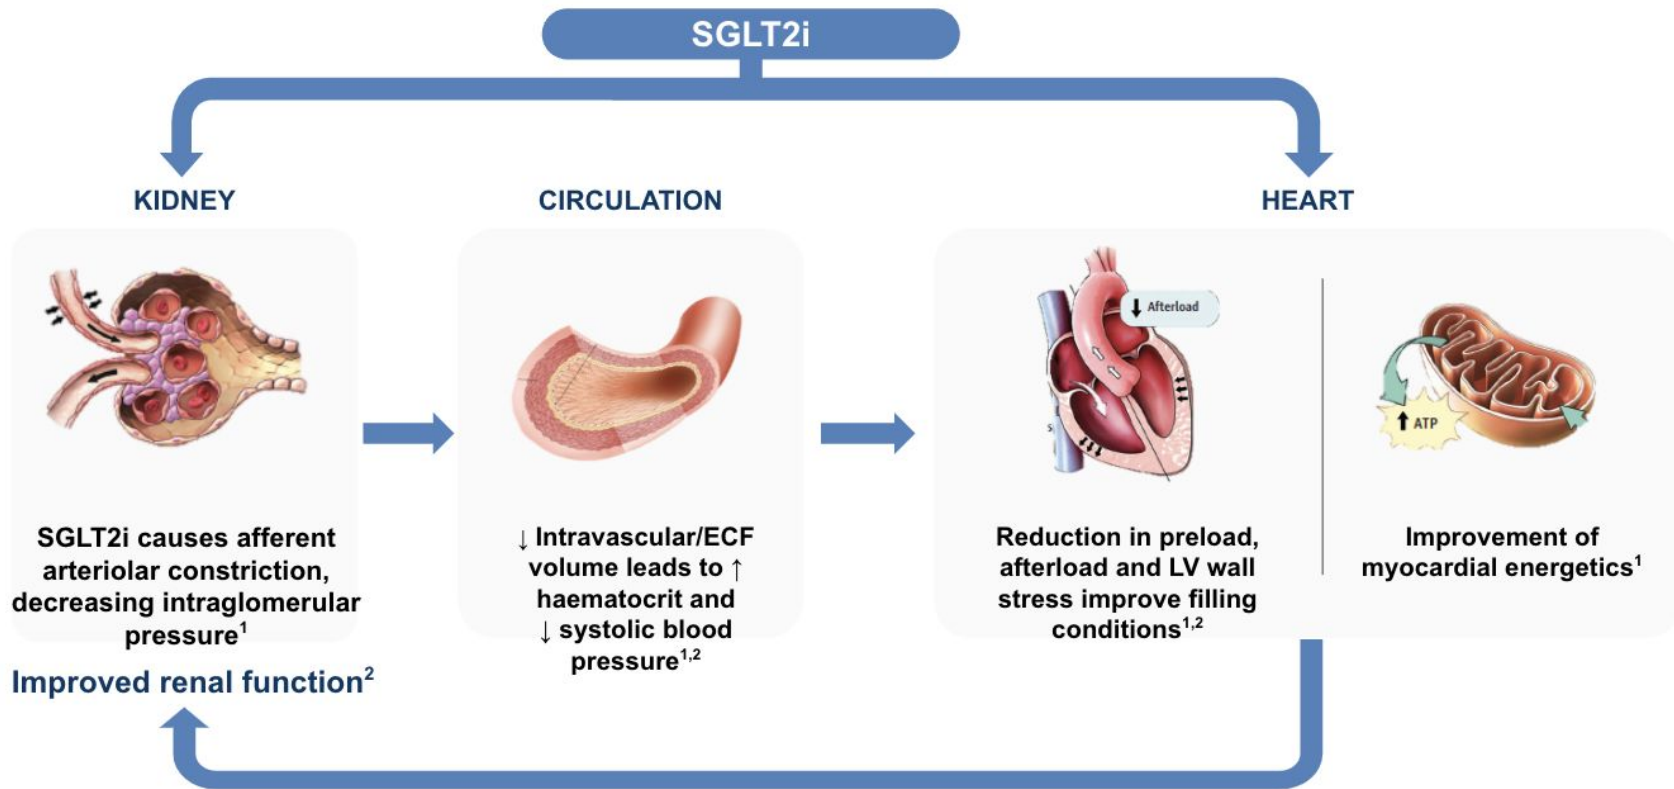 SGLT2i
KIDNEY
SGLT2i causes afferent
arteriolar constriction,
decreasing intraglomerular
pressure1
Improved renal function2
CIRCULATION
↓ Intravascular/ECF
volume leads to ↑
haematocrit and
↓ systolic blood
pressure1,2
HEART
↓ Afterload
S
Reduction in preload,
afterload and LV wall
stress improve filling
conditions1,2
↑ ATP
Improvement of
myocardial energetics1